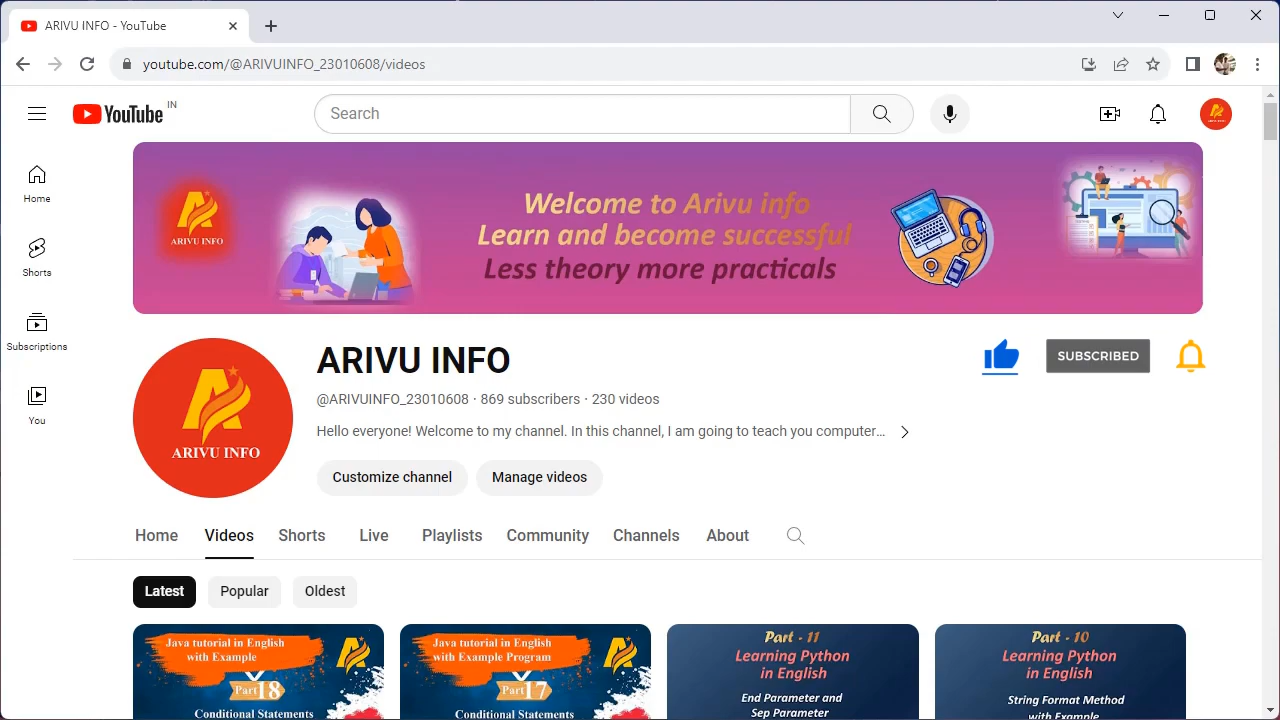 ARIVU INFO - YouTube
youtube.com/@ARIVUINFO_23010608/videos
YouTube IN
Search
Home
Shorts
Subscriptions
You
ARIVU INFO
Welcome to Arivu info
Learn and become successful
Less theory more practicals
ARIVU INFO
ARIVU INFO
@ARIVUINFO_23010608 · 869 subscribers · 230 videos
Hello everyone! Welcome to my channel. In this channel, I am going to teach you computer...
SUBSCRIBED
Customize channel
Manage videos
Home Videos Shorts Live Playlists Community Channels About
Latest Popular Oldest
Java tutorial in English
with Example
Part 18
Conditional Statements
Java tutorial in English
with Example Program
Part 17
Conditional Statements
Part - 11
Learning Python
in English
End Parameter and
Sep Parameter
Part - 10
Learning Python
in English
String Format Method
with Example